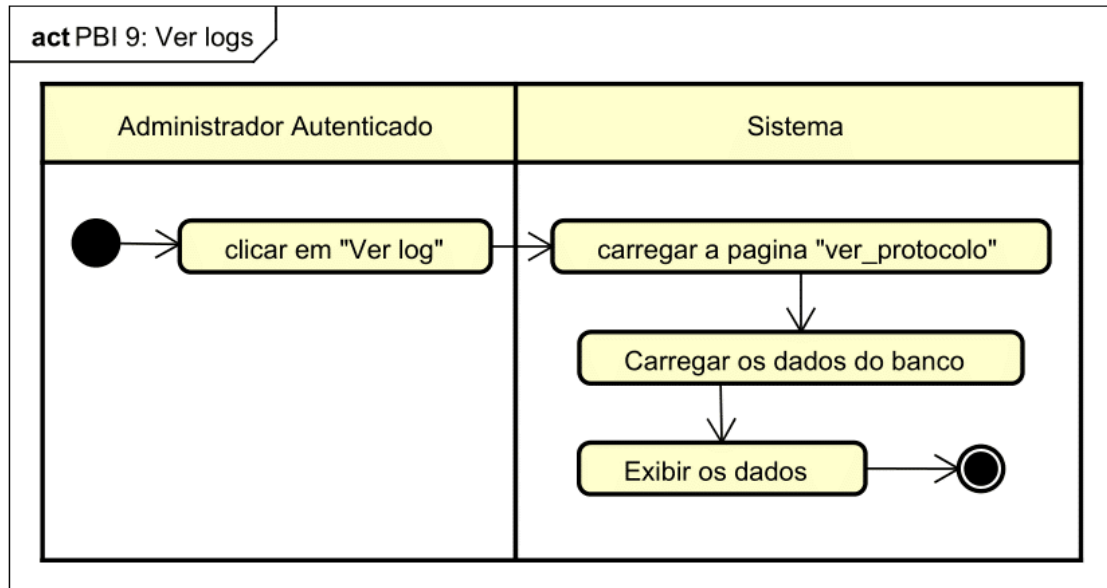 act PBI 9: Ver logs
Administrador Autenticado
Sistema
clicar em "Ver log"
carregar a pagina "ver_protocolo"
Carregar os dados do banco
Exibir os dados